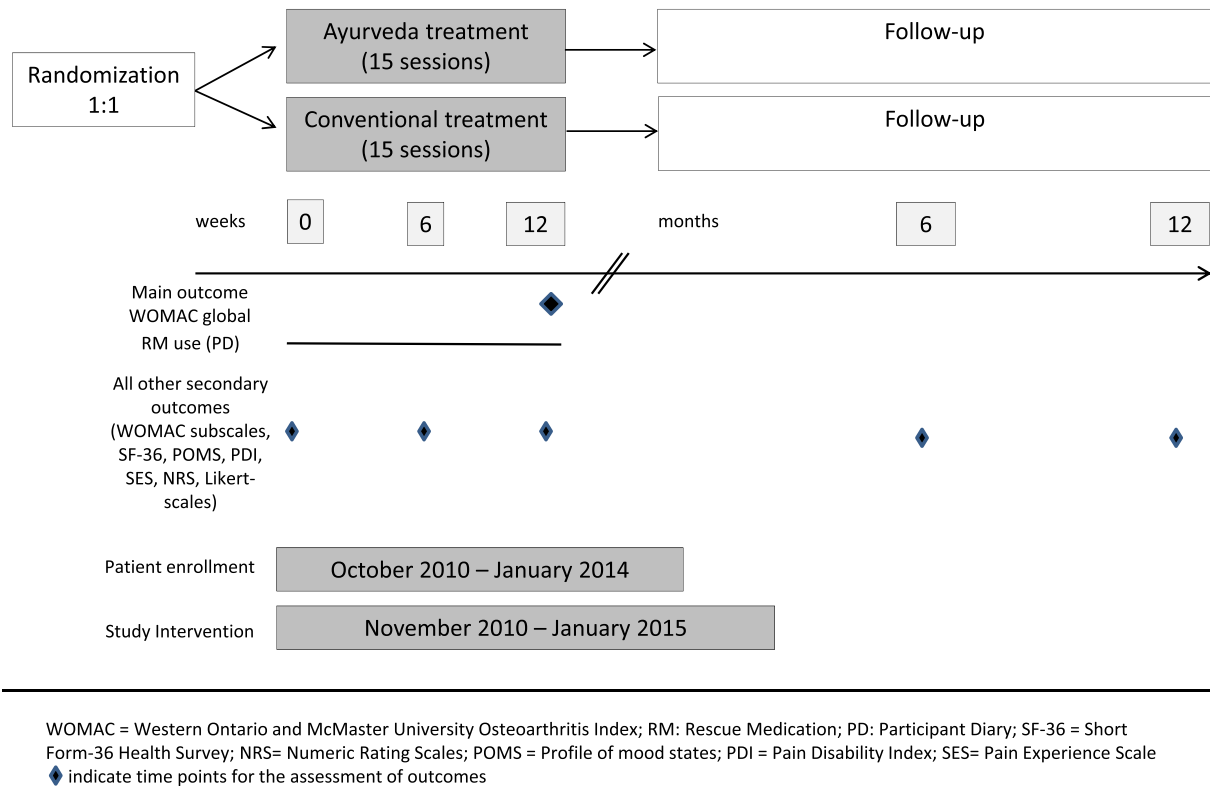 Ayurveda treatment
(15 sessions)
Follow-up
Randomization
1:1
Conventional treatment
(15 sessions)
Follow-up
weeks
0
6
12
months
6
12
Main outcome
WOMAC global
RM use (PD)
All other secondary
outcomes
(WOMAC subscales,
SF-36, POMS, PDI,
SES, NRS, Likert-
scales)
Patient enrollment
October 2010 – January 2014
Study Intervention
November 2010 – January 2015
WOMAC = Western Ontario and McMaster University Osteoarthritis Index; RM: Rescue Medication; PD: Participant Diary; SF-36 = Short
Form-36 Health Survey; NRS= Numeric Rating Scales; POMS = Profile of mood states; PDI = Pain Disability Index; SES= Pain Experience Scale
indicate time points for the assessment of outcomes